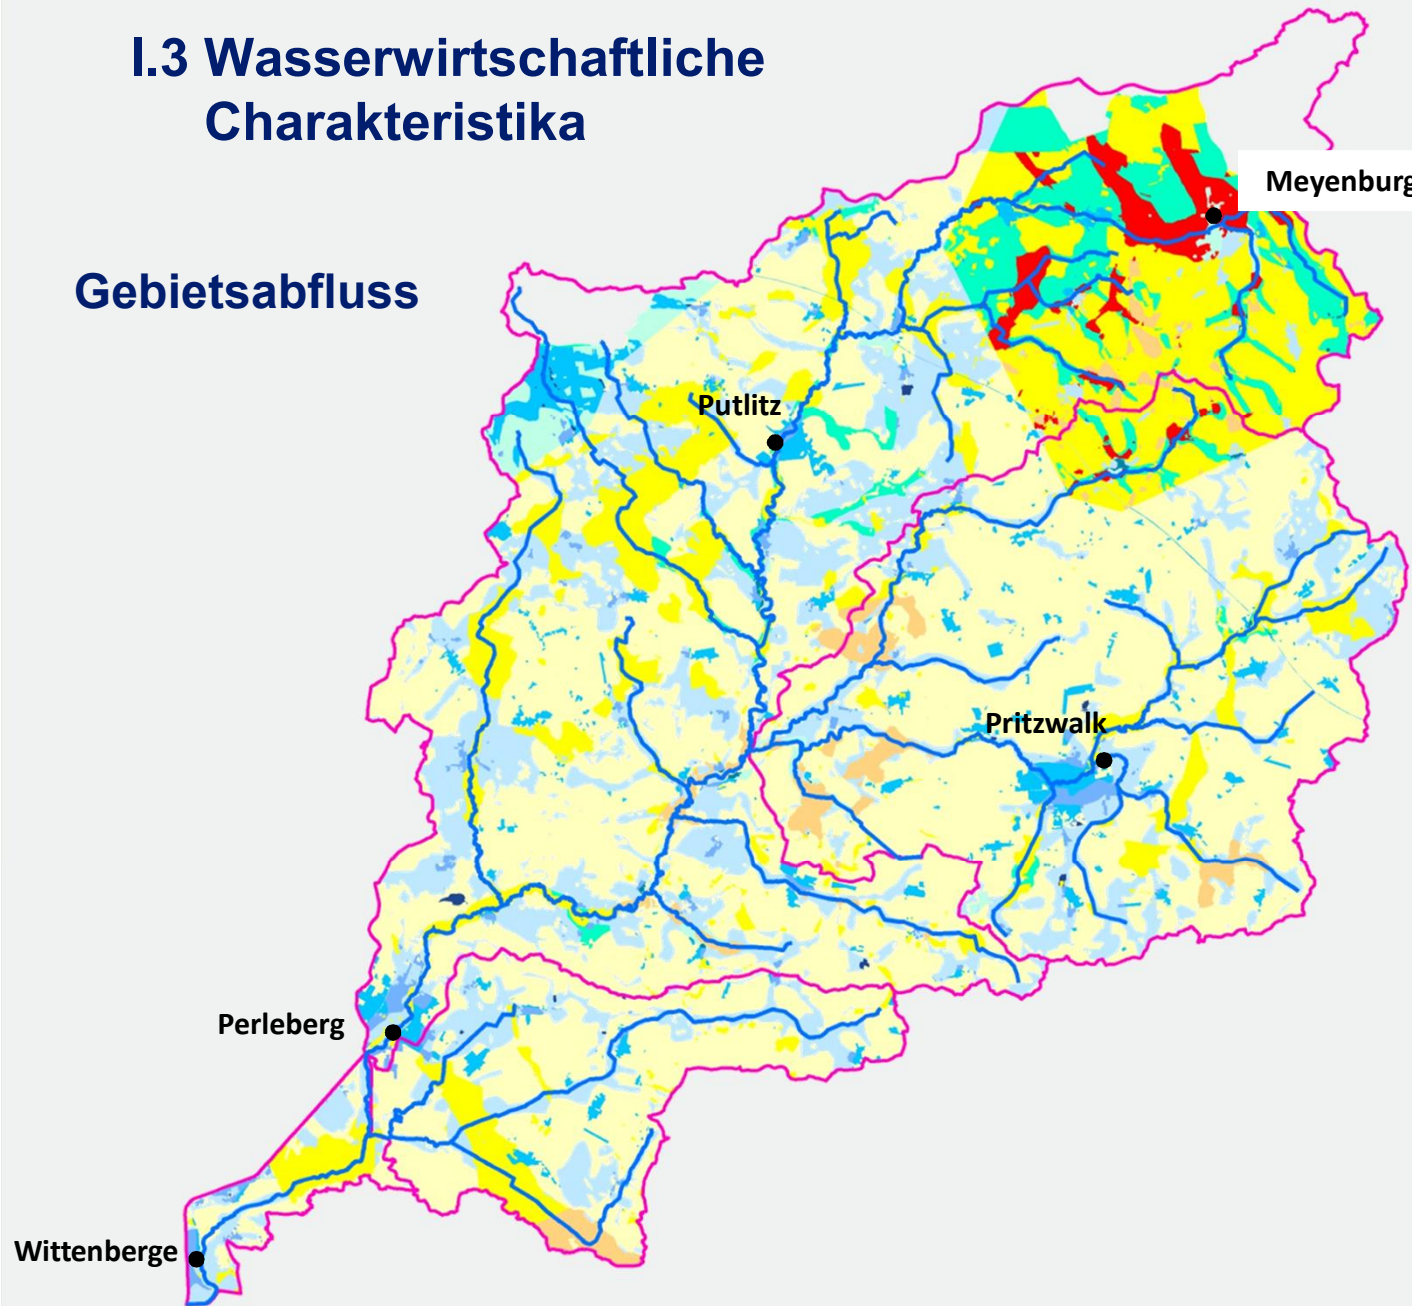 I.3 Wasserwirtschaftliche
Charakteristika
Meyenburg
Gebietsabfluss
Putlitz
Pritzwalk
Perleberg
Wittenberge